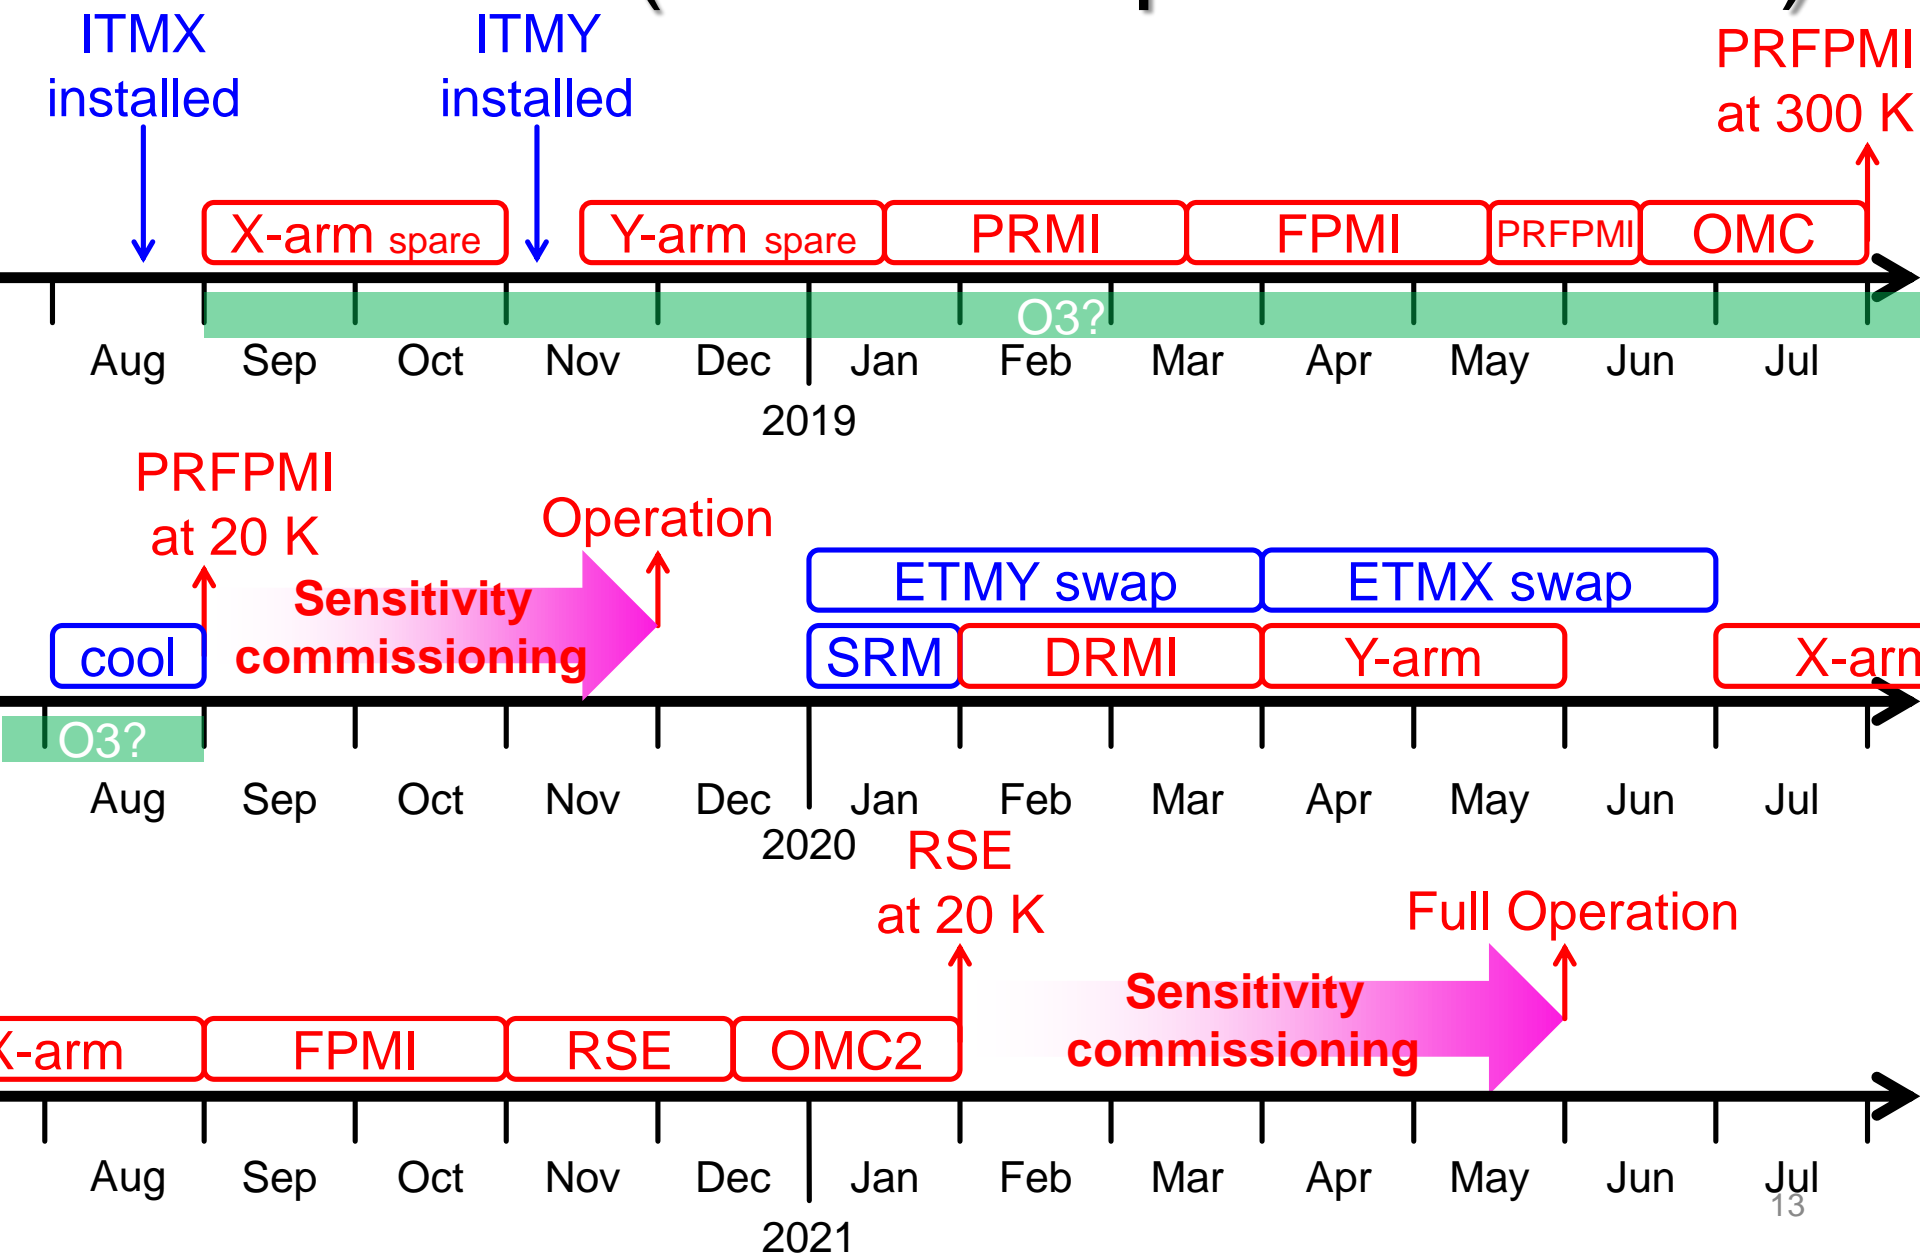 ITMX
installed
ITMY
installed
PRFPMI
at 300 K
X-arm spare
Y-arm spare
PRMI
FPMI
PRFPMI
OMC
O3?
Aug Sep Oct Nov Dec Jan Feb Mar Apr May Jun Jul
2019
PRFPMI
at 20 K
Operation
Sensitivity
commissioning
ETMY swap
ETMX swap
cool
SRM
DRMI
Y-arm
X-arm
O3?
Aug Sep Oct Nov Dec Jan Feb Mar Apr May Jun Jul
2020
RSE
at 20 K
Full Operation
Sensitivity
commissioning
X-arm
FPMI
RSE
OMC2
Aug Sep Oct Nov Dec Jan Feb Mar Apr May Jun Jul
13
2021